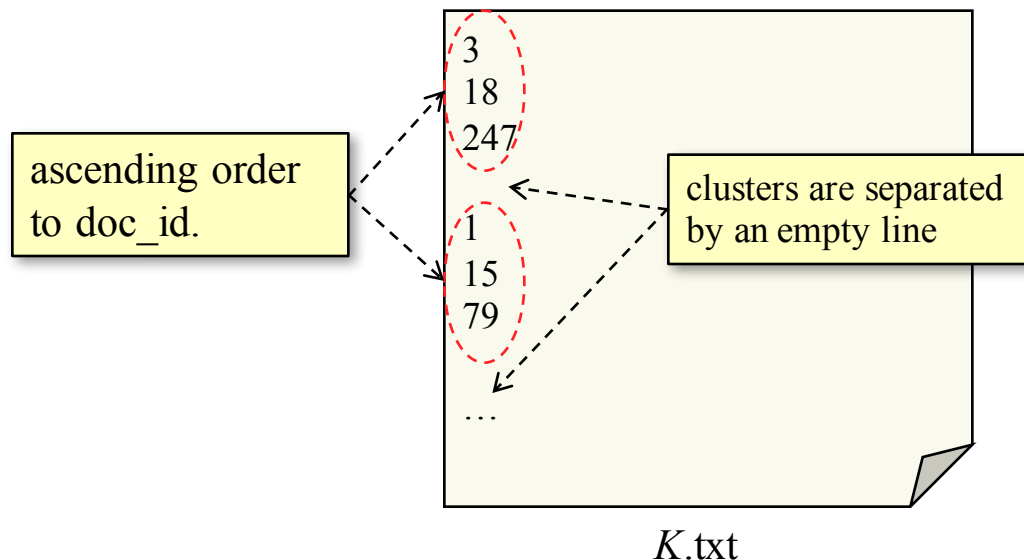 3
18
247
ascending order
to doc_id.
clusters are separated
by an empty line
1
15
79
…
K.txt